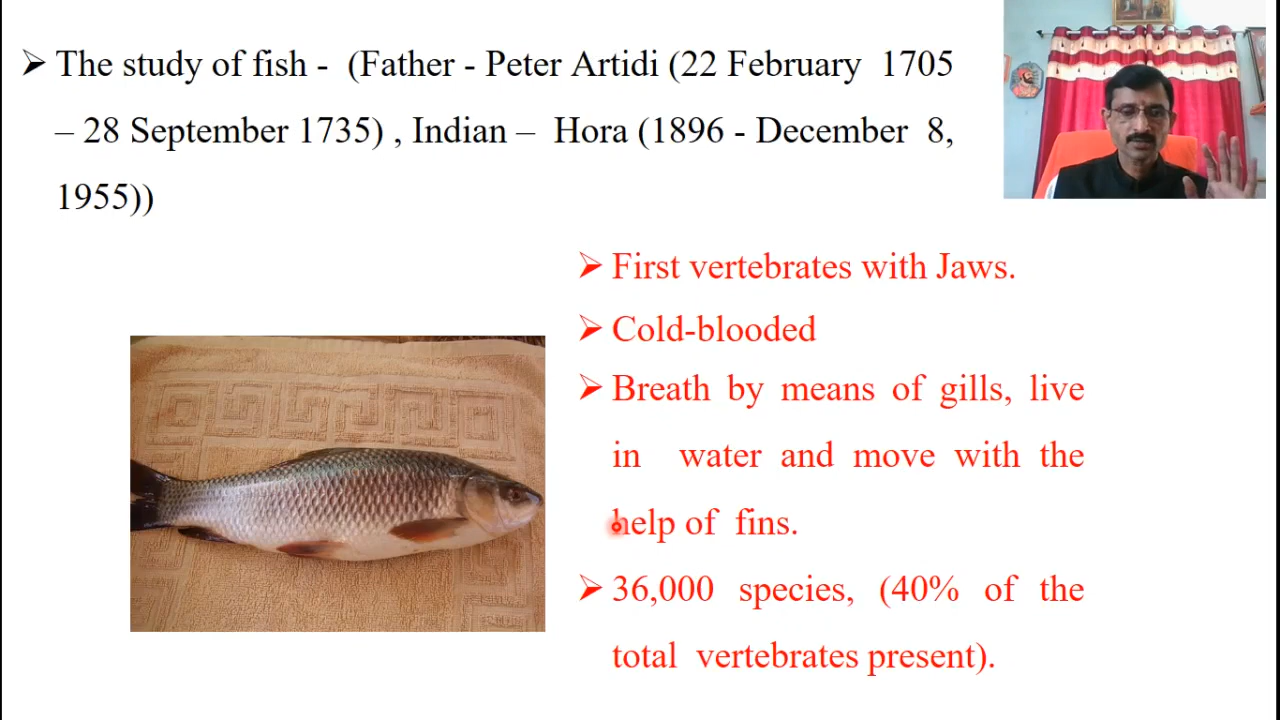 The study of fish - (Father - Peter Artidi (22 February 1705
– 28 September 1735) , Indian – Hora (1896 - December 8,
1955))
First vertebrates with Jaws.
Cold-blooded
Breath by means of gills, live
in water and move with the
help of fins.
36,000 species, (40% of the
total vertebrates present).